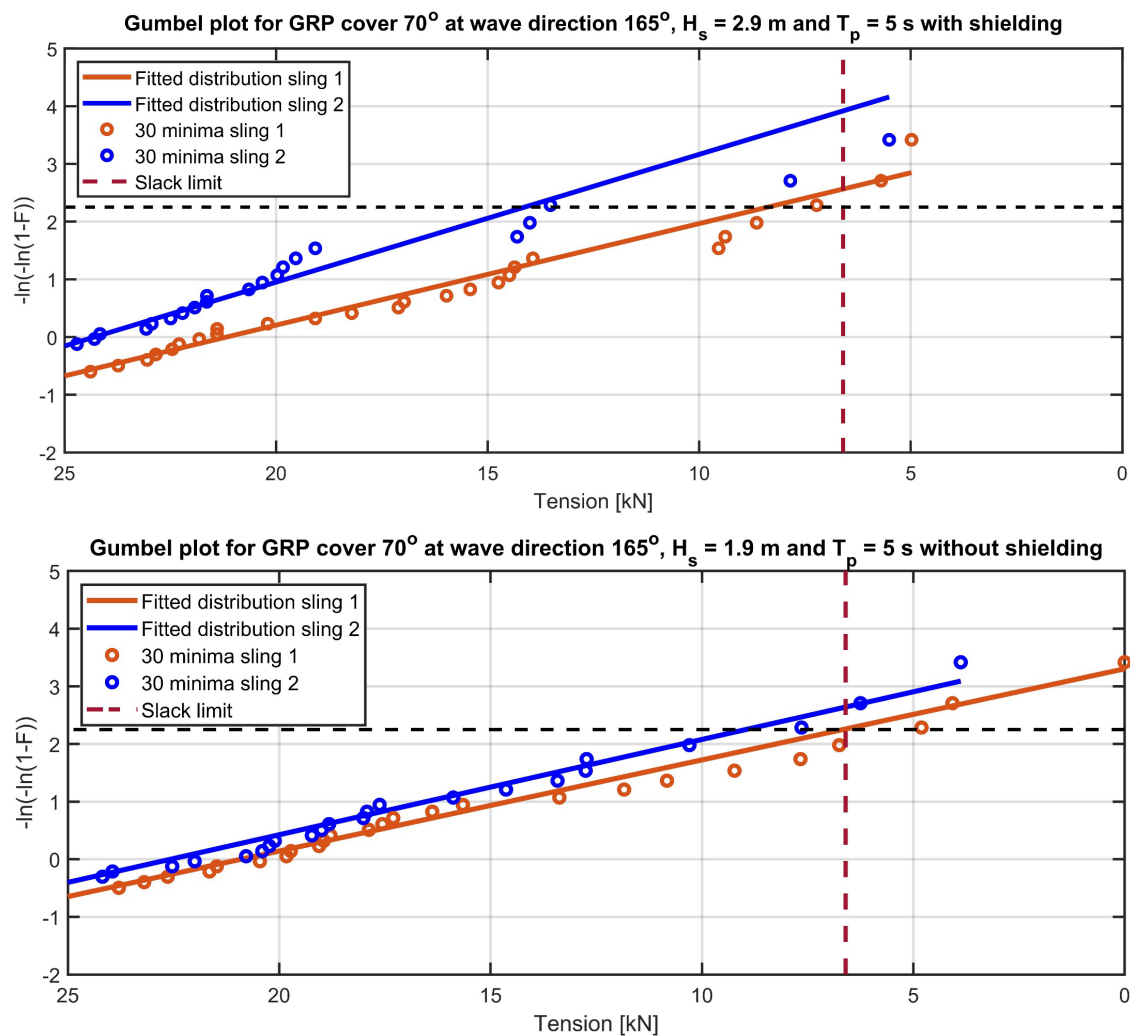 Gumbel plot for GRP cover 70° at wave direction 165°, Hₛ = 2.9 m and Tₚ = 5 s with shielding
5
4
3
2
1
0
-1
-2
-ln(-ln(1-F))
Fitted distribution sling 1
Fitted distribution sling 2
30 minima sling 1
30 minima sling 2
Slack limit
25 20 15 10 5 0
Tension [kN]
Gumbel plot for GRP cover 70° at wave direction 165°, Hₛ = 1.9 m and Tₚ = 5 s without shielding
5
4
3
2
1
0
-1
-2
-ln(-ln(1-F))
Fitted distribution sling 1
Fitted distribution sling 2
30 minima sling 1
30 minima sling 2
Slack limit
25 20 15 10 5 0
Tension [kN]